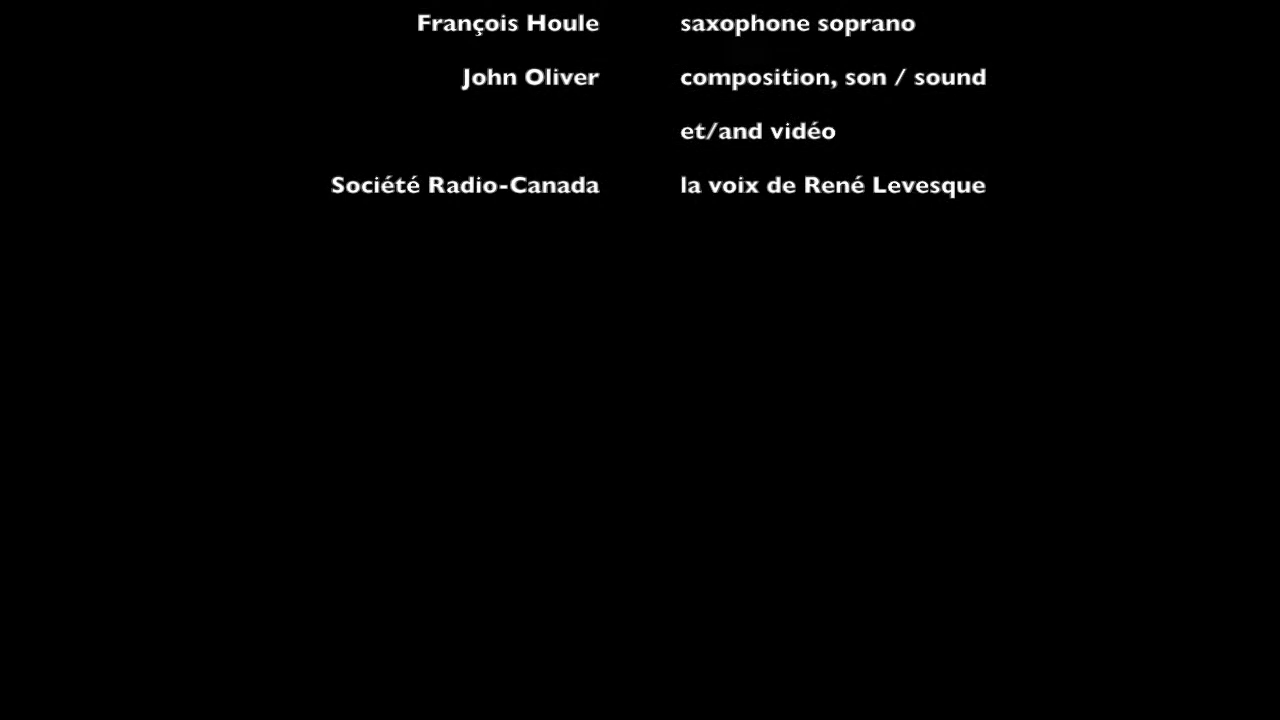 François Houle saxophone soprano
John Oliver composition, son / sound
et/and vidéo
Société Radio-Canada la voix de René Levesque